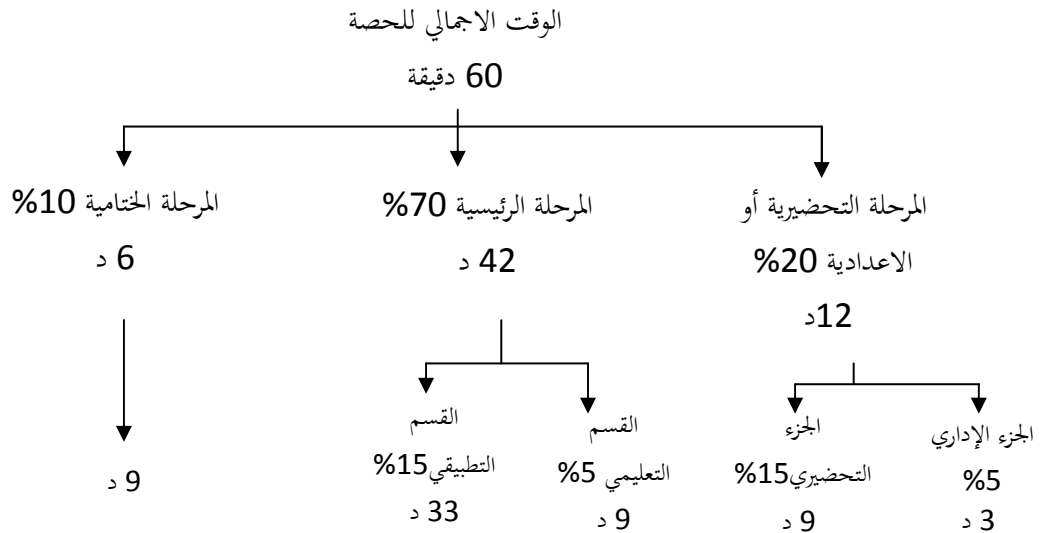 الوقت الاجمالي للحصة
60 دقيقة
المرحلة التحضيرية أو
الاعدادية 20%
12د
المرحلة الرئيسية 70%
42 د
المرحلة الختامية 10%
6 د
الجزء الإداري
5%
3 د
الجزء
التحضيري15%
9 د
القسم
التعليمي 5%
9 د
القسم
التطبيقي15%
33 د
9 د